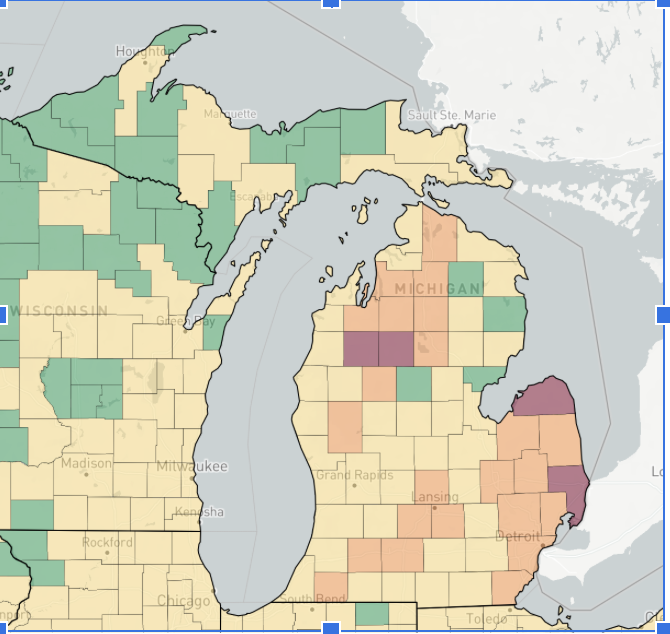 Houghton
Marquette
Sault Ste. Marie
Escanaba
MICHIGAN
WISCONSIN
Green Bay
Grand Rapids
Madison
Milwaukee
Lansing
Kenosha
Detroit
Rockford
Chicago
South Bend
Toledo